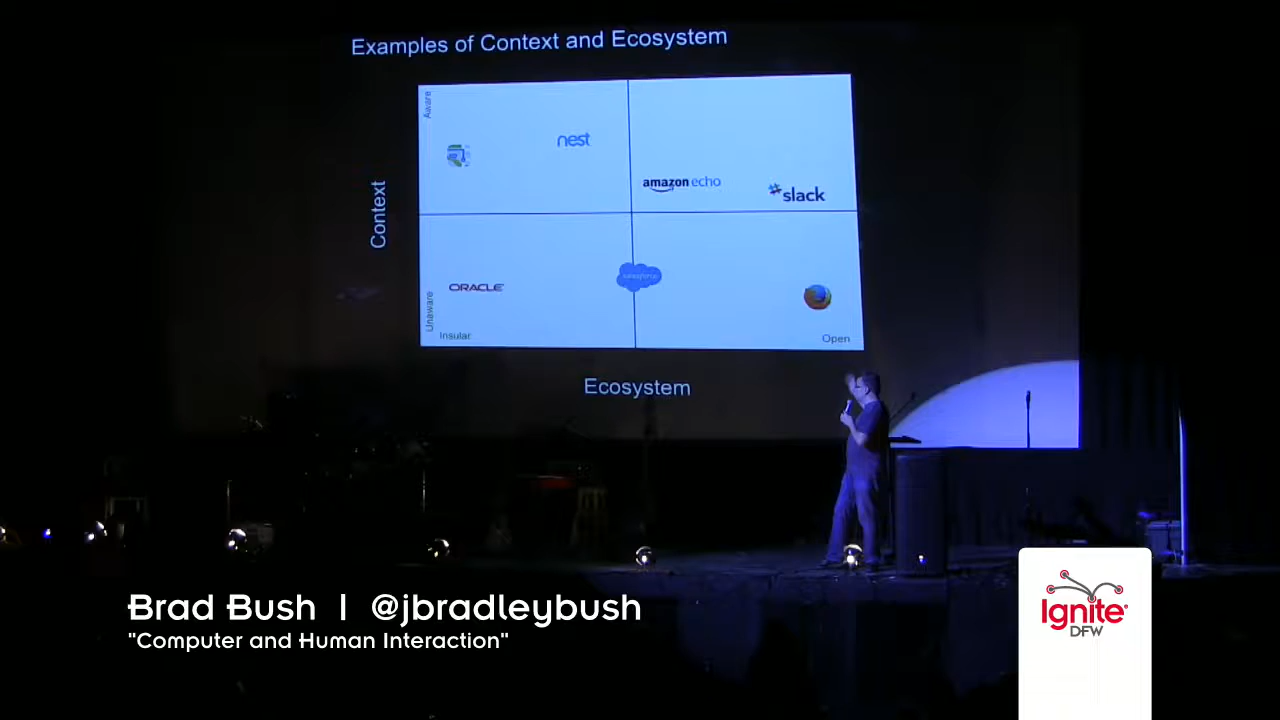 Examples of Context and Ecosystem
Aware
nest
amazon echo
slack
Context
ORACLE
salesforce
Unaware
Insular
Open
Ecosystem
Brad Bush | @jbradleybush
"Computer and Human Interaction"
Ignite
DFW